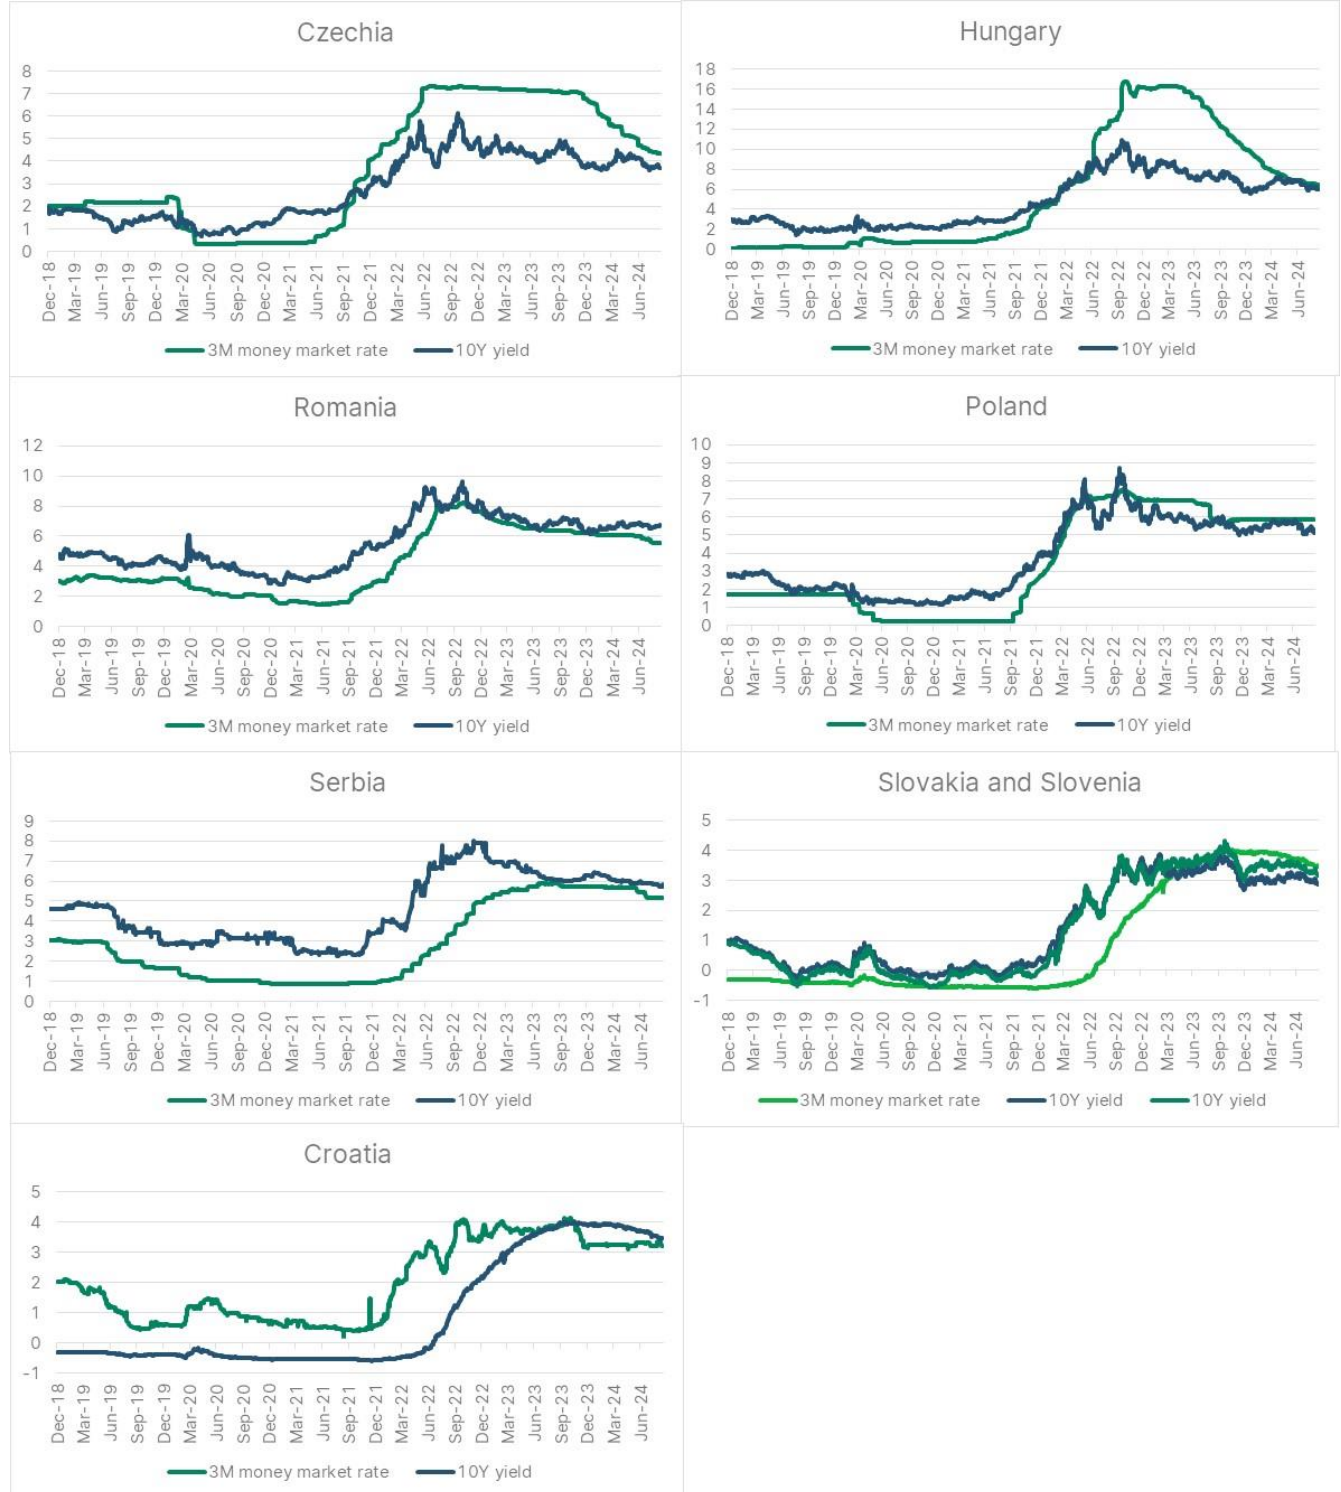 Czechia
8
7
6
5
4
3
2
1
0
Dec-18 Mar-19 Jun-19 Sep-19 Dec-19 Mar-20 Jun-20 Sep-20 Dec-20 Mar-21 Jun-21 Sep-21 Dec-21 Mar-22 Jun-22 Sep-22 Dec-22 Mar-23 Jun-23 Sep-23 Dec-23 Mar-24 Jun-24
3M money market rate 10Y yield
Hungary
18
16
14
12
10
8
6
4
2
0
Dec-18 Mar-19 Jun-19 Sep-19 Dec-19 Mar-20 Jun-20 Sep-20 Dec-20 Mar-21 Jun-21 Sep-21 Dec-21 Mar-22 Jun-22 Sep-22 Dec-22 Mar-23 Jun-23 Sep-23 Dec-23 Mar-24 Jun-24
3M money market rate 10Y yield
Romania
12
10
8
6
4
2
0
Dec-18 Mar-19 Jun-19 Sep-19 Dec-19 Mar-20 Jun-20 Sep-20 Dec-20 Mar-21 Jun-21 Sep-21 Dec-21 Mar-22 Jun-22 Sep-22 Dec-22 Mar-23 Jun-23 Sep-23 Dec-23 Mar-24 Jun-24
3M money market rate 10Y yield
Poland
10
9
8
7
6
5
4
3
2
1
0
Dec-18 Mar-19 Jun-19 Sep-19 Dec-19 Mar-20 Jun-20 Sep-20 Dec-20 Mar-21 Jun-21 Sep-21 Dec-21 Mar-22 Jun-22 Sep-22 Dec-22 Mar-23 Jun-23 Sep-23 Dec-23 Mar-24 Jun-24
3M money market rate 10Y yield
Serbia
9
8
7
6
5
4
3
2
1
0
Dec-18 Mar-19 Jun-19 Sep-19 Dec-19 Mar-20 Jun-20 Sep-20 Dec-20 Mar-21 Jun-21 Sep-21 Dec-21 Mar-22 Jun-22 Sep-22 Dec-22 Mar-23 Jun-23 Sep-23 Dec-23 Mar-24 Jun-24
3M money market rate 10Y yield
Slovakia and Slovenia
5
4
3
2
1
0
-1
Dec-18 Mar-19 Jun-19 Sep-19 Dec-19 Mar-20 Jun-20 Sep-20 Dec-20 Mar-21 Jun-21 Sep-21 Dec-21 Mar-22 Jun-22 Sep-22 Dec-22 Mar-23 Jun-23 Sep-23 Dec-23 Mar-24 Jun-24
3M money market rate 10Y yield 10Y yield
Croatia
5
4
3
2
1
0
-1
Dec-18 Mar-19 Jun-19 Sep-19 Dec-19 Mar-20 Jun-20 Sep-20 Dec-20 Mar-21 Jun-21 Sep-21 Dec-21 Mar-22 Jun-22 Sep-22 Dec-22 Mar-23 Jun-23 Sep-23 Dec-23 Mar-24 Jun-24
3M money market rate 10Y yield